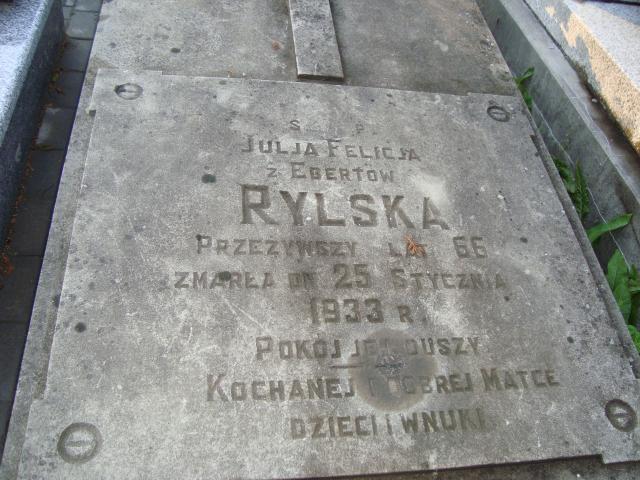 Ś P
JULJA FELICJA
Z EBERTÓW
RYLSKA
PRZEŻYWSZY LAT 66
ZMARŁA DN 25 STYCZNIA
1933 R
POKÓJ JEJ DUSZY
KOCHANEJ I DOBREJ MATCE
DZIECI I WNUKI